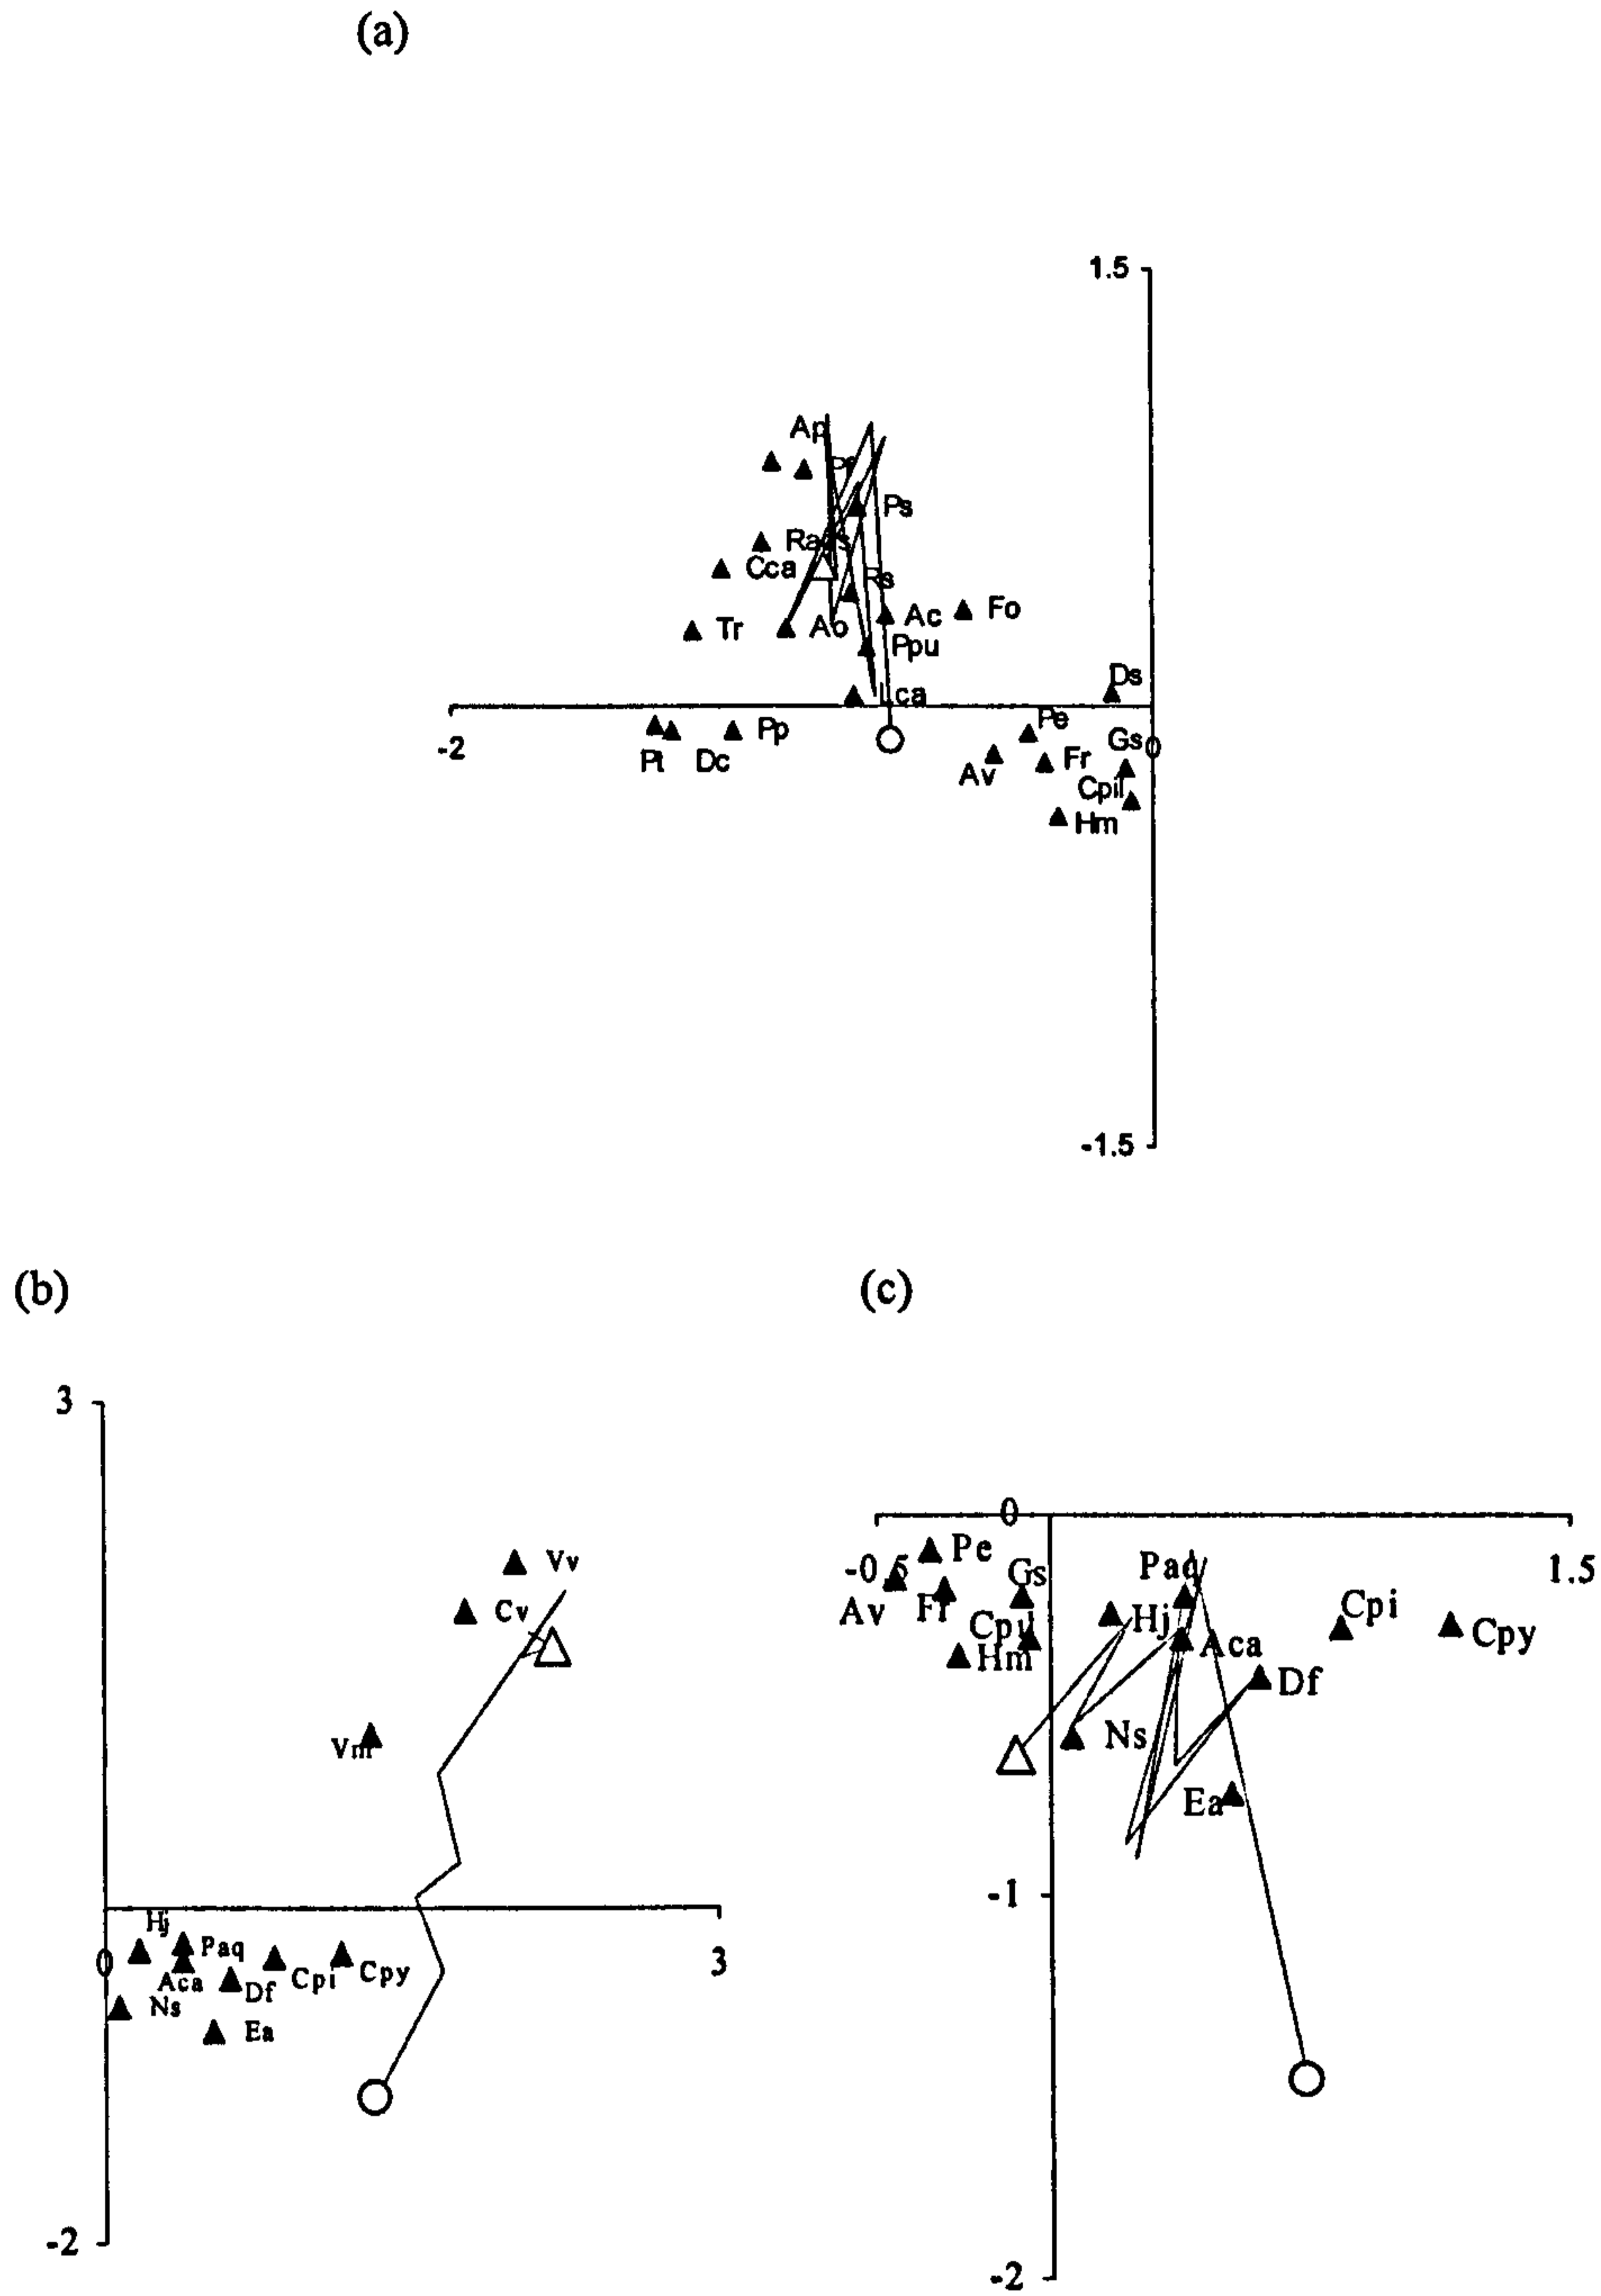 (a)
1.5
Ap
Pf
Ps
Ra
Cca
Rs
Tr
Ao
Ac
Fo
Ppu
Ds
Lca
-2
Pt
Dc
Pp
Pe
Gs
0
Av
Fr
Cpil
Hm
-1.5
(b)
(c)
3
Vv
Cv
Vm
Hj
Paq
0
Aca
Df
Cpi
Cpy
3
Ns
Ea
-2
0
-0.5
Pe
Gs
Paq
1.5
Av
Fr
Cpil
Hj
Cpi
Cpy
Hm
Aca
Df
Ns
Ea
-1
-2